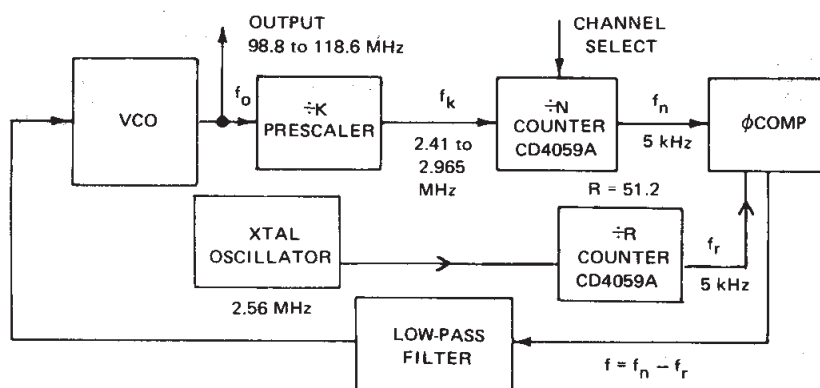 OUTPUT
98.8 to 118.6 MHz
CHANNEL
SELECT
VCO
fo
÷K
PRESCALER
fk
2.41 to
2.965
MHz
÷N
COUNTER
CD4059A
fn
5 kHz
ϕCOMP
R = 51.2
XTAL
OSCILLATOR
2.56 MHz
÷R
COUNTER
CD4059A
fr
5 kHz
LOW-PASS
FILTER
f = fn – fr